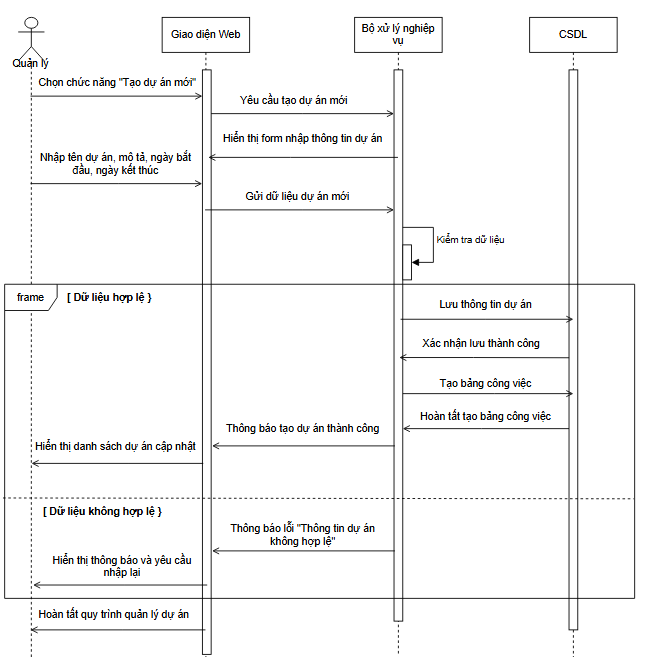 Giao diện Web
Bộ xử lý nghiệp
vụ
CSDL
Quản lý
Chọn chức năng "Tạo dự án mới"
Yêu cầu tạo dự án mới
Hiển thị form nhập thông tin dự án
Nhập tên dự án, mô tả, ngày bắt
đầu, ngày kết thúc
Gửi dữ liệu dự án mới
Kiểm tra dữ liệu
frame
[ Dữ liệu hợp lệ }
Lưu thông tin dự án
Xác nhận lưu thành công
Tạo bảng công việc
Hoàn tất tạo bảng công việc
Thông báo tạo dự án thành công
Hiển thị danh sách dự án cập nhật
[ Dữ liệu không hợp lệ }
Thông báo lỗi "Thông tin dự án
không hợp lệ"
Hiển thị thông báo và yêu cầu
nhập lại
Hoàn tất quy trình quản lý dự án